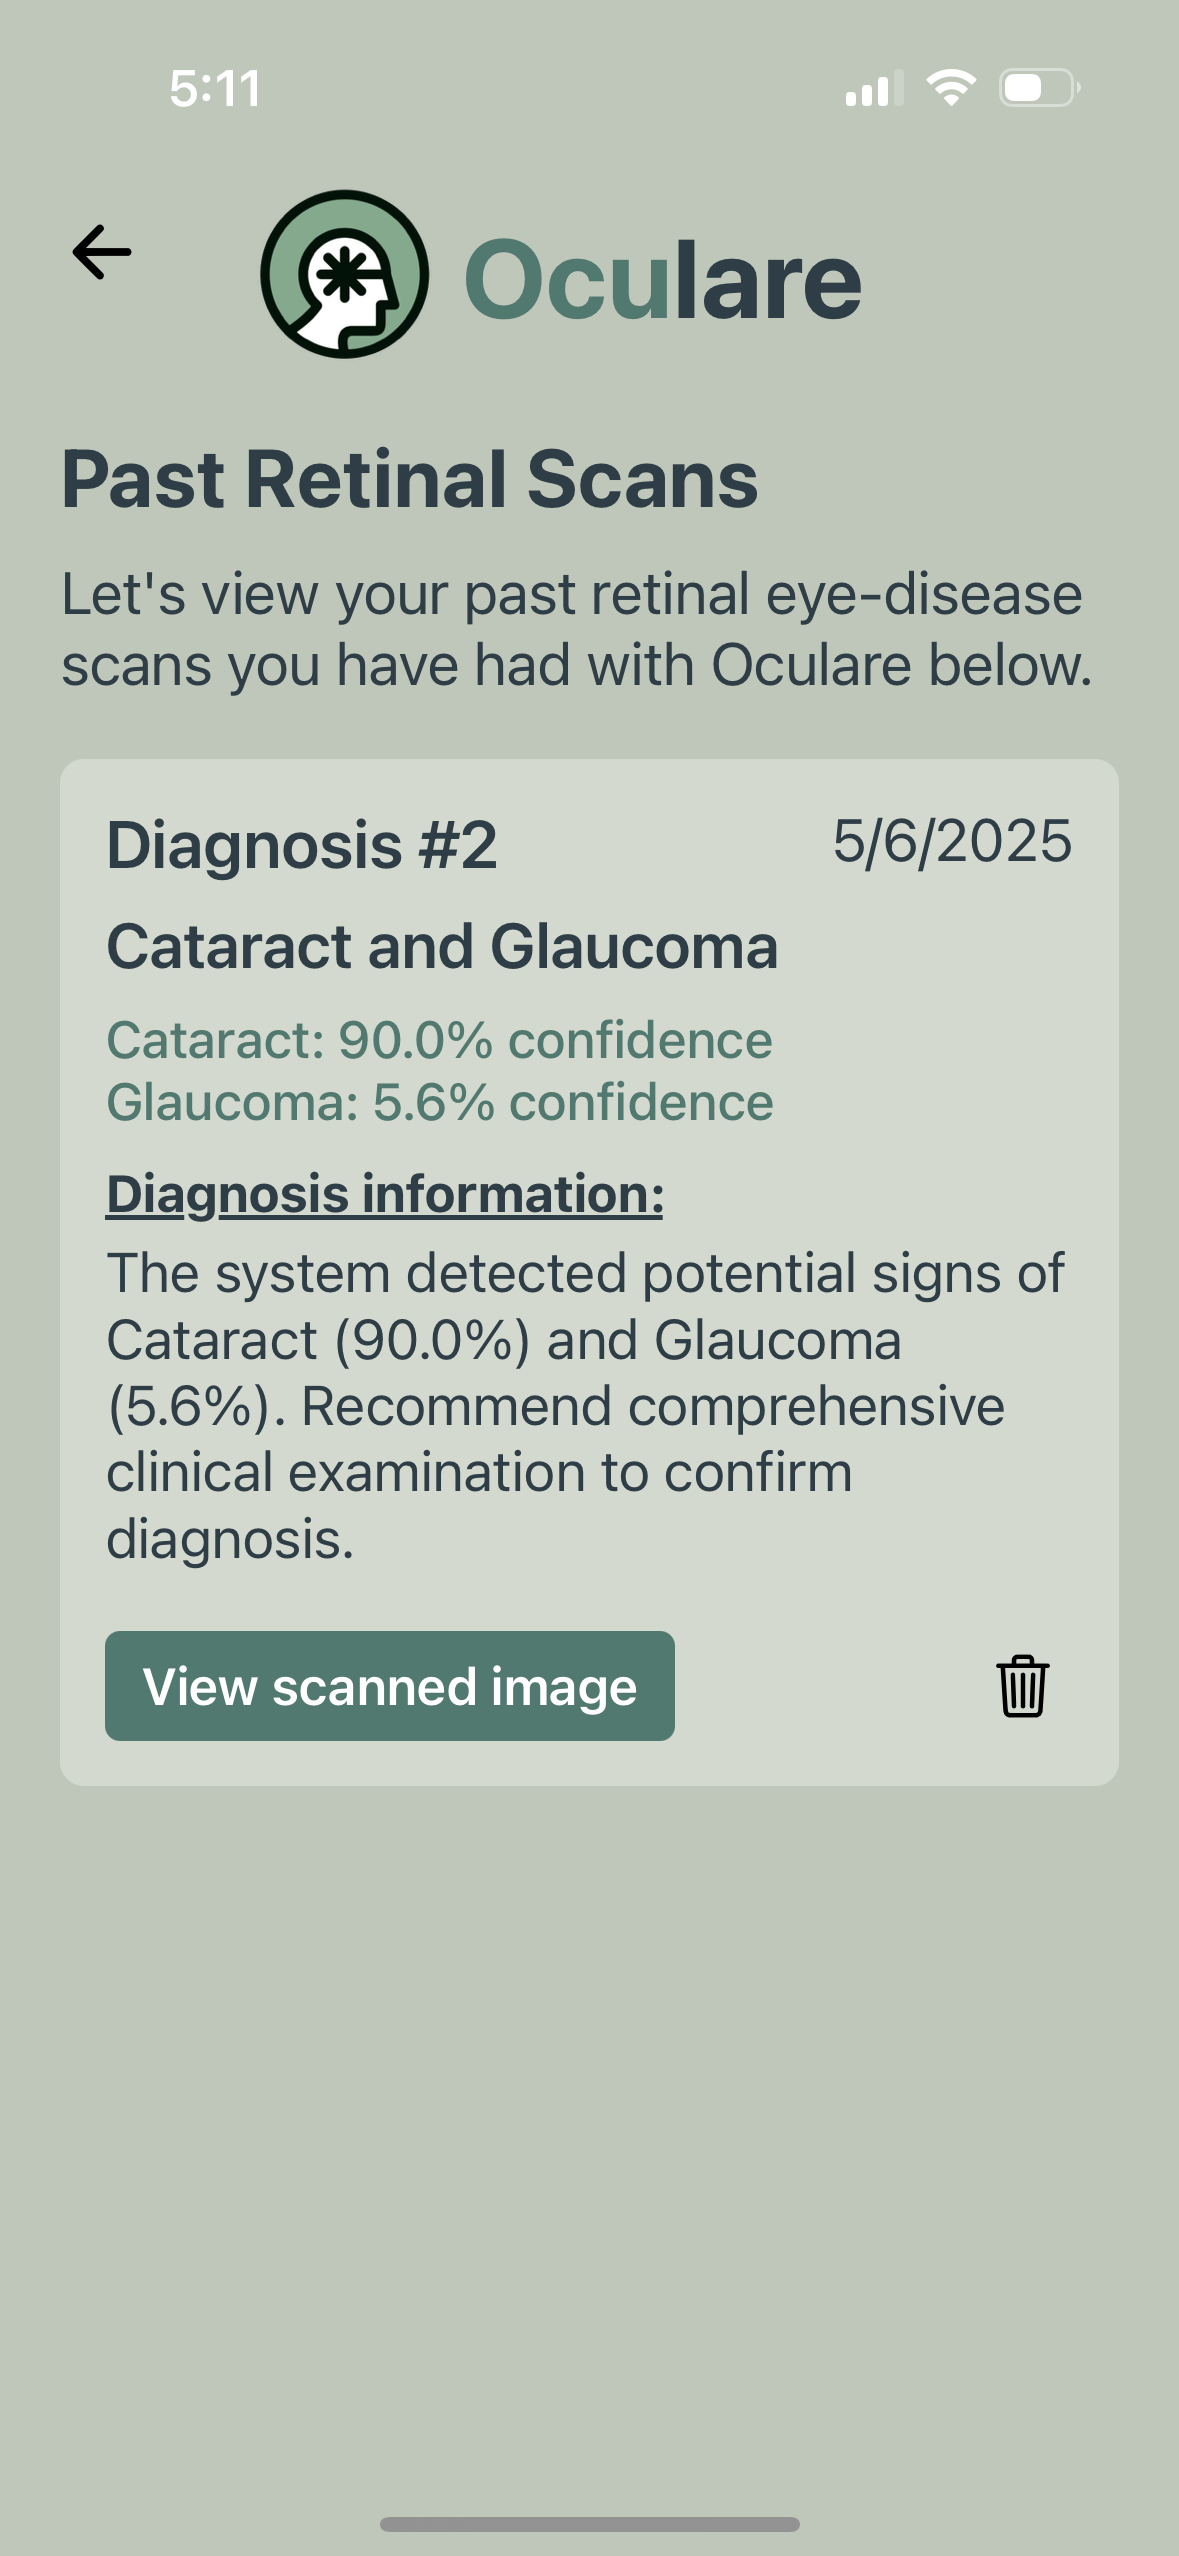 5:11
Oculare
Past Retinal Scans
Let's view your past retinal eye-disease
scans you have had with Oculare below.
Diagnosis #2
5/6/2025
Cataract and Glaucoma
Cataract: 90.0% confidence
Glaucoma: 5.6% confidence
Diagnosis information:
The system detected potential signs of
Cataract (90.0%) and Glaucoma
(5.6%). Recommend comprehensive
clinical examination to confirm
diagnosis.
View scanned image